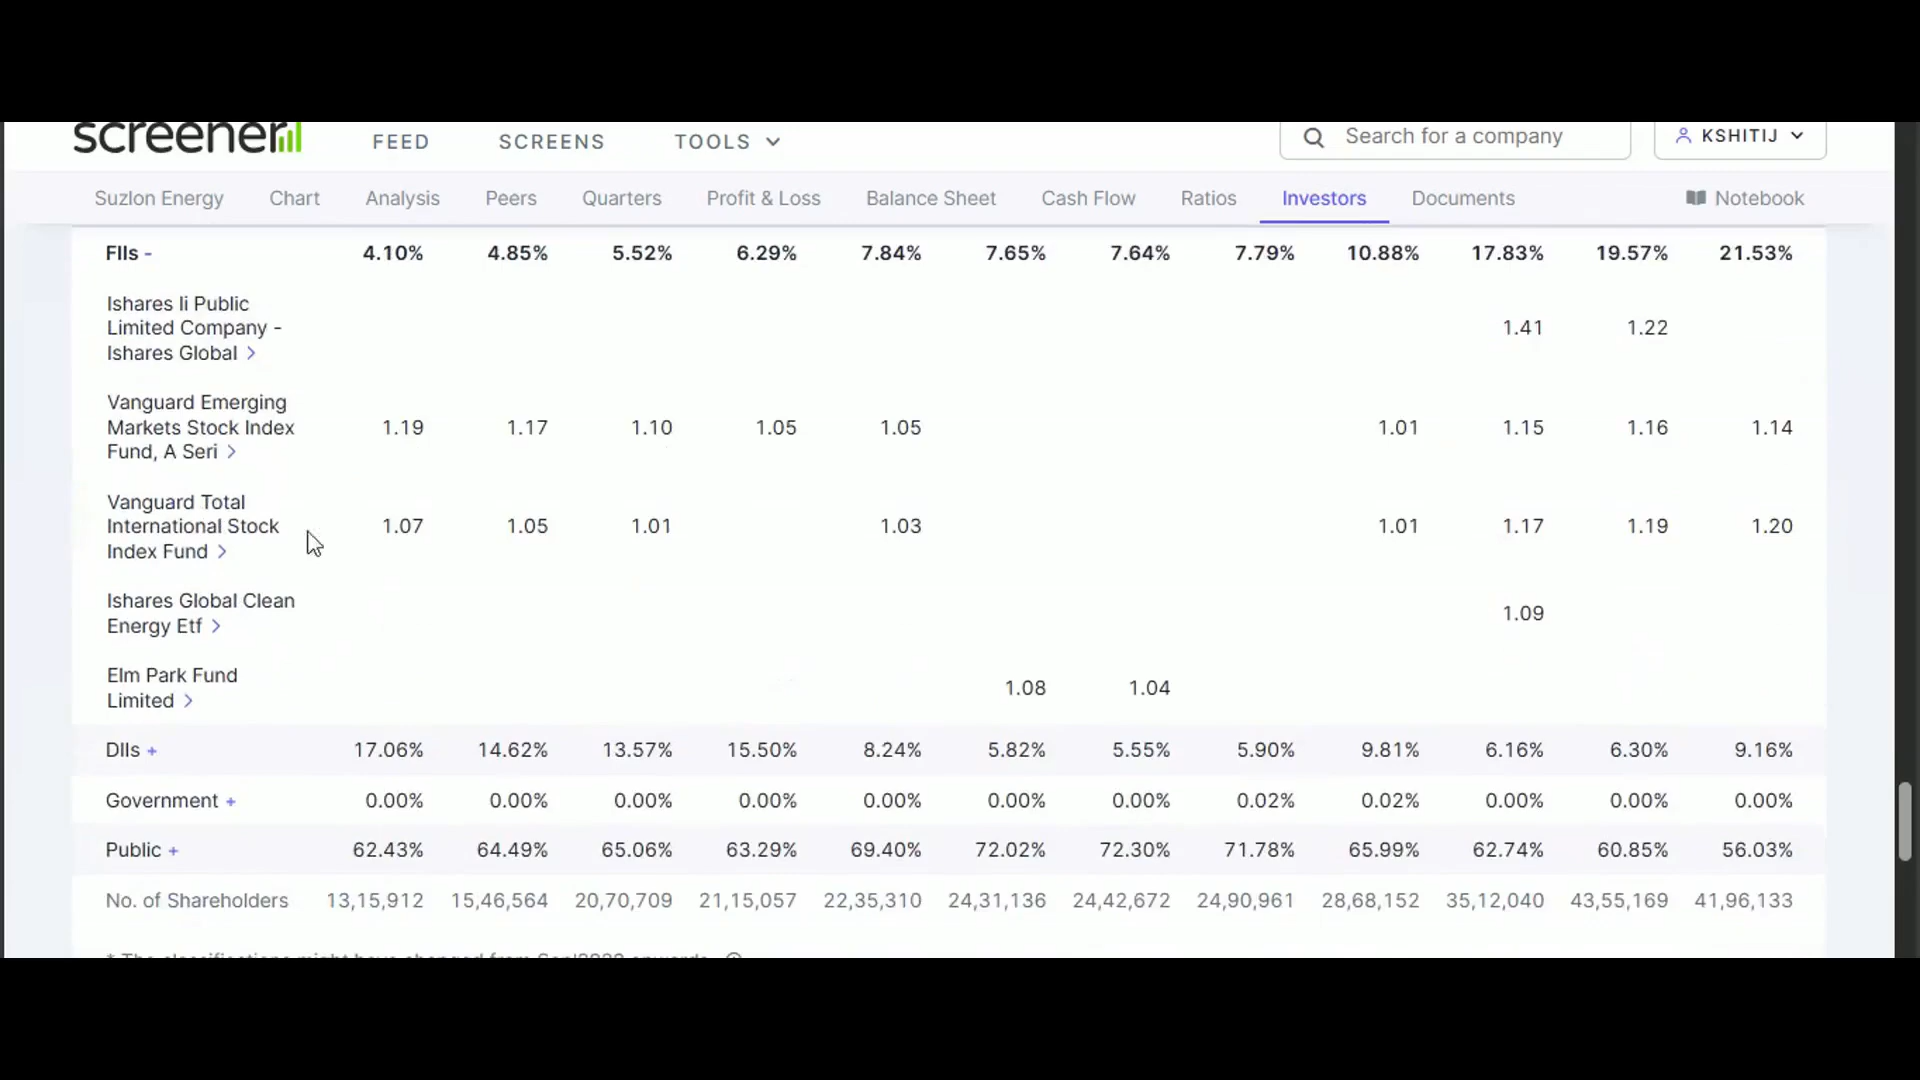 screener
FEED SCREENS TOOLS Search for a company KSHITIJ
Suzlon Energy Chart Analysis Peers Quarters Profit & Loss Balance Sheet Cash Flow Ratios Investors Documents Notebook
FIIs - 4.10% 4.85% 5.52% 6.29% 7.84% 7.65% 7.64% 7.79% 10.88% 17.83% 19.57% 21.53%
Ishares Ii Public
Limited Company - 1.41 1.22
Ishares Global
Vanguard Emerging
Markets Stock Index 1.19 1.17 1.10 1.05 1.05 1.01 1.15 1.16 1.14
Fund, A Seri
Vanguard Total
International Stock 1.07 1.05 1.01 1.03 1.01 1.17 1.19 1.20
Index Fund
Ishares Global Clean 1.09
Energy Etf
Elm Park Fund 1.08 1.04
Limited
DIIs + 17.06% 14.62% 13.57% 15.50% 8.24% 5.82% 5.55% 5.90% 9.81% 6.16% 6.30% 9.16%
Government + 0.00% 0.00% 0.00% 0.00% 0.00% 0.00% 0.00% 0.02% 0.02% 0.00% 0.00% 0.00%
Public + 62.43% 64.49% 65.06% 63.29% 69.40% 72.02% 72.30% 71.78% 65.99% 62.74% 60.85% 56.03%
No. of Shareholders 13,15,912 15,46,564 20,70,709 21,15,057 22,35,310 24,31,136 24,42,672 24,90,961 28,68,152 35,12,040 43,55,169 41,96,133